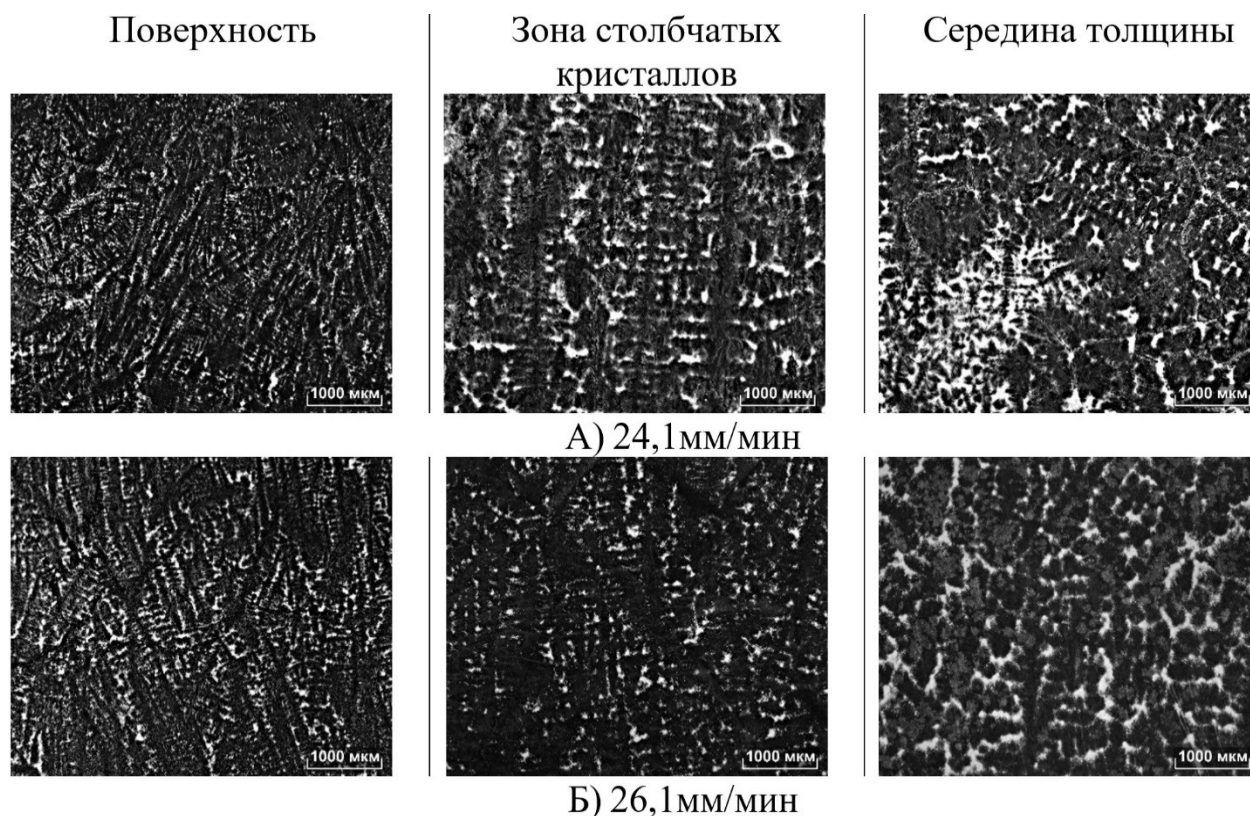 Поверхность
Зона столбчатых
кристаллов
Середина толщины
1000 мкм
1000 мкм
1000 мкм
А) 24,1мм/мин
1000 мкм
1000 мкм
1000 мкм
Б) 26,1мм/мин